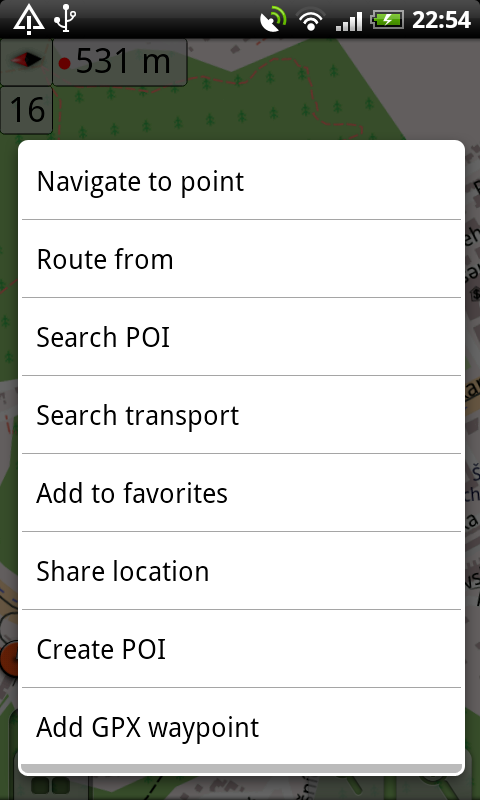 22:54
531 m
16
Navigate to point
Route from
Search POI
Search transport
Add to favorites
Share location
Create POI
Add GPX waypoint